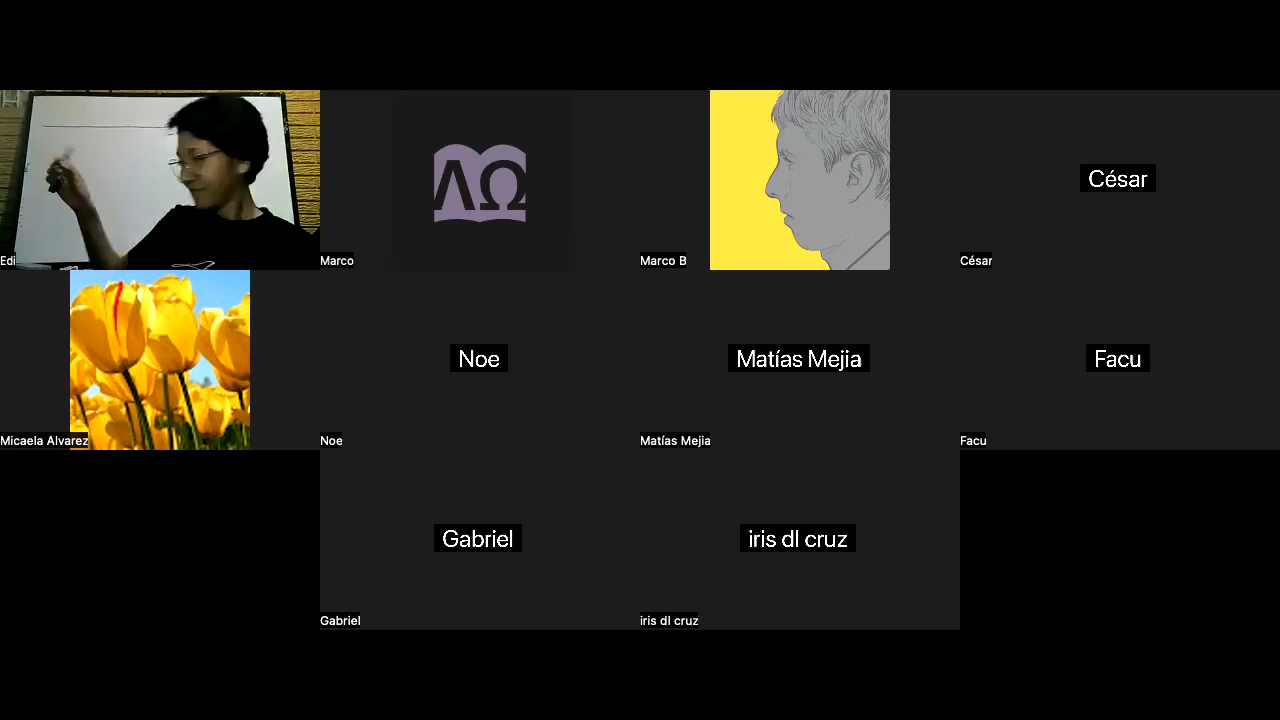 ΑΩ
César
Edi
Marco
Marco B
César
Noe
Matías Mejia
Facu
Micaela Alvarez
Noe
Matías Mejia
Facu
Gabriel
iris dl cruz
Gabriel
iris dl cruz